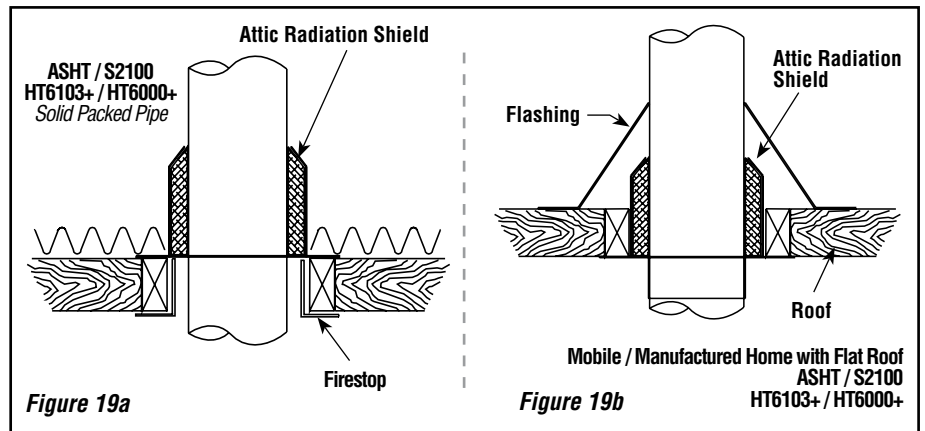 Attic Radiation Shield
ASHT / S2100
HT6103+ / HT6000+
Solid Packed Pipe
Firestop
Figure 19a
Attic Radiation
Shield
Flashing
Roof
Mobile / Manufactured Home with Flat Roof
ASHT / S2100
HT6103+ / HT6000+
Figure 19b